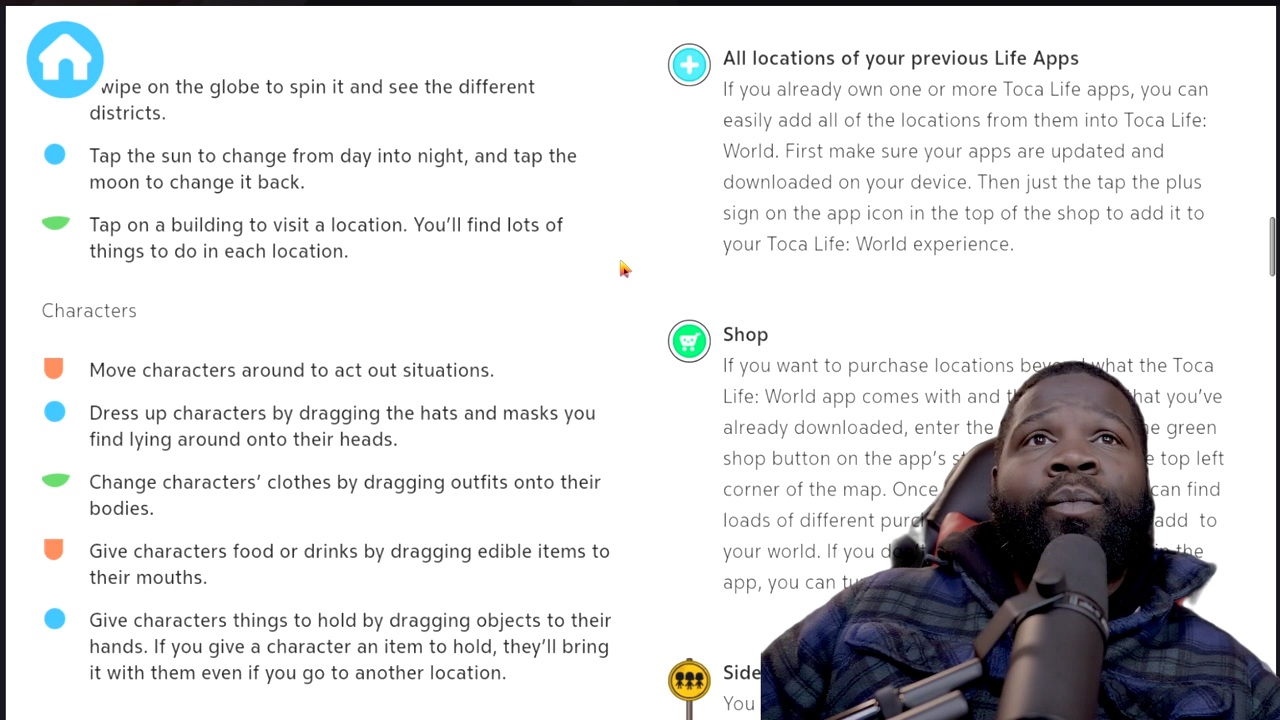 wipe on the globe to spin it and see the different
districts.
Tap the sun to change from day into night, and tap the
moon to change it back.
Tap on a building to visit a location. You’ll find lots of
things to do in each location.
Characters
Move characters around to act out situations.
Dress up characters by dragging the hats and masks you
find lying around onto their heads.
Change characters’ clothes by dragging outfits onto their
bodies.
Give characters food or drinks by dragging edible items to
their mouths.
Give characters things to hold by dragging objects to their
hands. If you give a character an item to hold, they’ll bring
it with them even if you go to another location.
All locations of your previous Life Apps
If you already own one or more Toca Life apps, you can
easily add all of the locations from them into Toca Life:
World. First make sure your apps are updated and
downloaded on your device. Then just the tap the plus
sign on the app icon in the top of the shop to add it to
your Toca Life: World experience.
Shop
If you want to purchase locations what the Toca
Life: World app comes with and that you’ve
already downloaded, enter the green
shop button on the app’s top left
corner of the map. Once can find
loads of different add to
your world. If you the
app, you can
Side
You